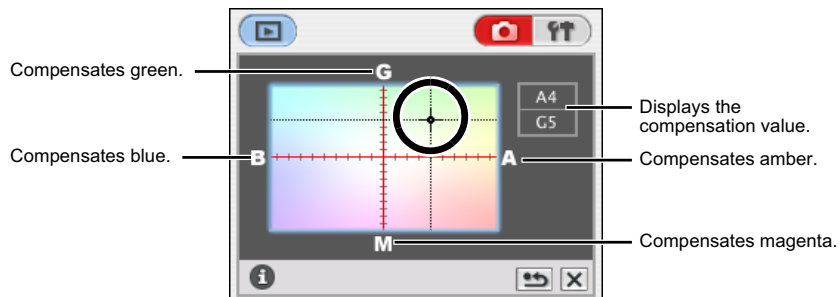 G
Compensates green.
A4
G5
Displays the
compensation value.
Compensates blue.
B
A
Compensates amber.
M
Compensates magenta.